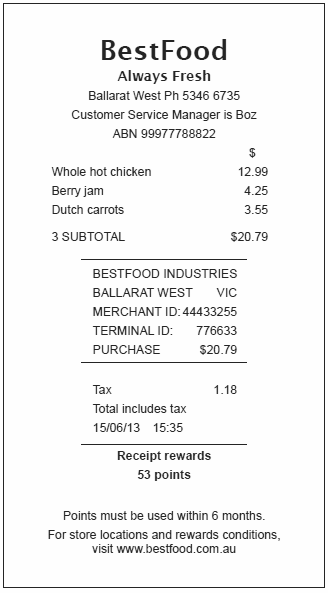 BestFood
Always Fresh
Ballarat West Ph 5346 6735
Customer Service Manager is Boz
ABN 99977788822
$
Whole hot chicken 12.99
Berry jam 4.25
Dutch carrots 3.55
3 SUBTOTAL $20.79
BESTFOOD INDUSTRIES
BALLARAT WEST VIC
MERCHANT ID: 44433255
TERMINAL ID: 776633
PURCHASE $20.79
Tax 1.18
Total includes tax
15/06/13 15:35
Receipt rewards
53 points
Points must be used within 6 months.
For store locations and rewards conditions,
visit www.bestfood.com.au